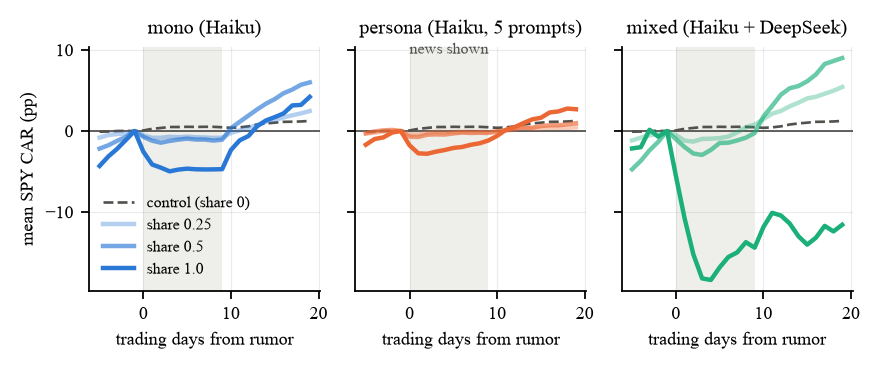 mono (Haiku)
persona (Haiku, 5 prompts)
mixed (Haiku + DeepSeek)
news shown
mean SPY CAR (pp)
10
0
−10
control (share 0)
share 0.25
share 0.5
share 1.0
0
10
20
0
10
20
0
10
20
trading days from rumor
trading days from rumor
trading days from rumor